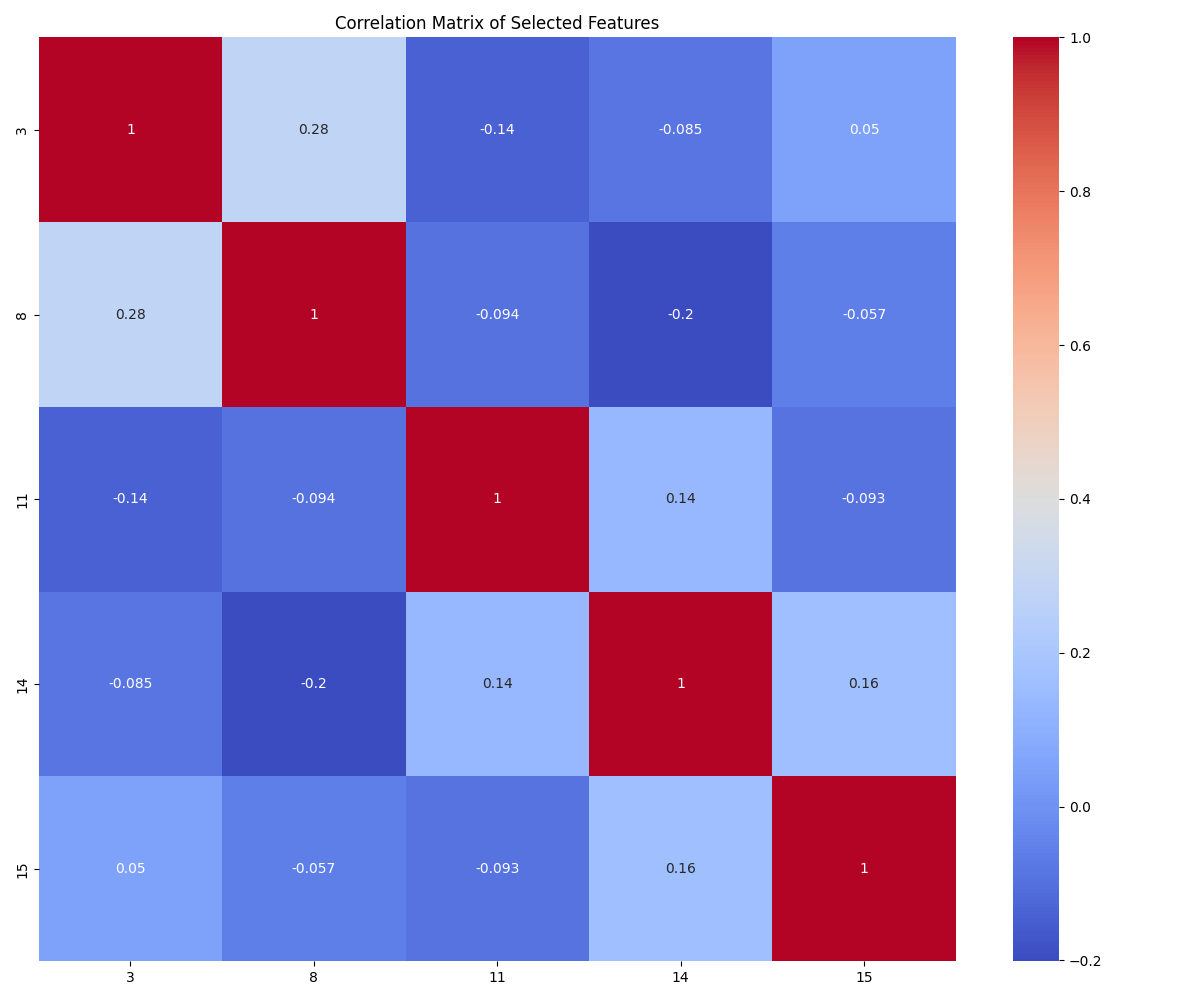 Correlation Matrix of Selected Features
3 1 0.28 -0.14 -0.085 0.05
8 0.28 1 -0.094 -0.2 -0.057
11 -0.14 -0.094 1 0.14 -0.093
14 -0.085 -0.2 0.14 1 0.16
15 0.05 -0.057 -0.093 0.16 1
3 8 11 14 15
1.0
0.8
0.6
0.4
0.2
0.0
−0.2